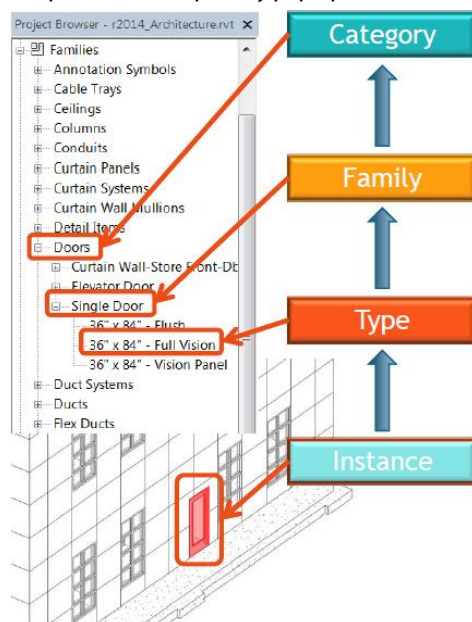 Project Browser - r2014_Architecture.rvt
Families
Annotation Symbols
Cable Trays
Ceilings
Columns
Conduits
Curtain Panels
Curtain Systems
Curtain Wall Mullions
Detail Items
Doors
Curtain Wall-Store Front-Db
Elevator Door
Single Door
36" x 84" - Flush
36" x 84" - Full Vision
36" x 84" - Vision Panel
Duct Systems
Ducts
Flex Ducts
Category
Family
Type
Instance